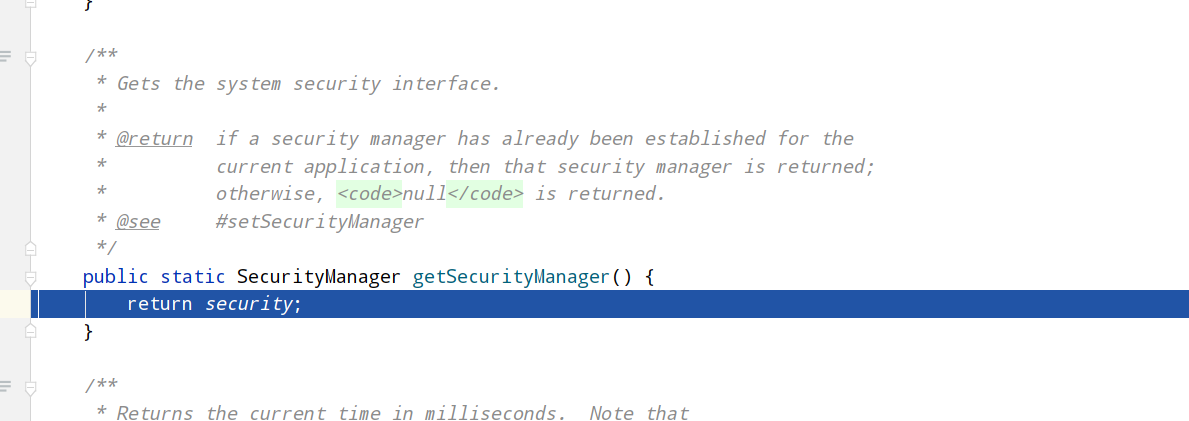 }
/**
* Gets the system security interface.
*
* @return  if a security manager has already been established for the
*          current application, then that security manager is returned;
*          otherwise, <code>null</code> is returned.
* @see     #setSecurityManager
*/
public static SecurityManager getSecurityManager() {
return security;
}
/**
* Returns the current time in milliseconds.  Note that